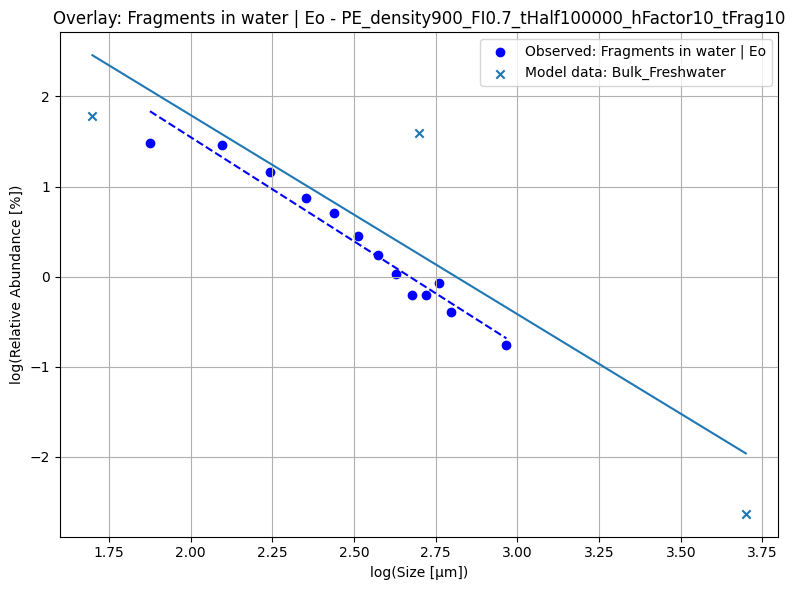 Overlay: Fragments in water | Eo - PE_density900_FI0.7_tHalf100000_hFactor10_tFrag10
Observed: Fragments in water | Eo
Model data: Bulk_Freshwater
log(Relative Abundance [%])
2
1
0
−1
−2
1.75 2.00 2.25 2.50 2.75 3.00 3.25 3.50 3.75
log(Size [μm])